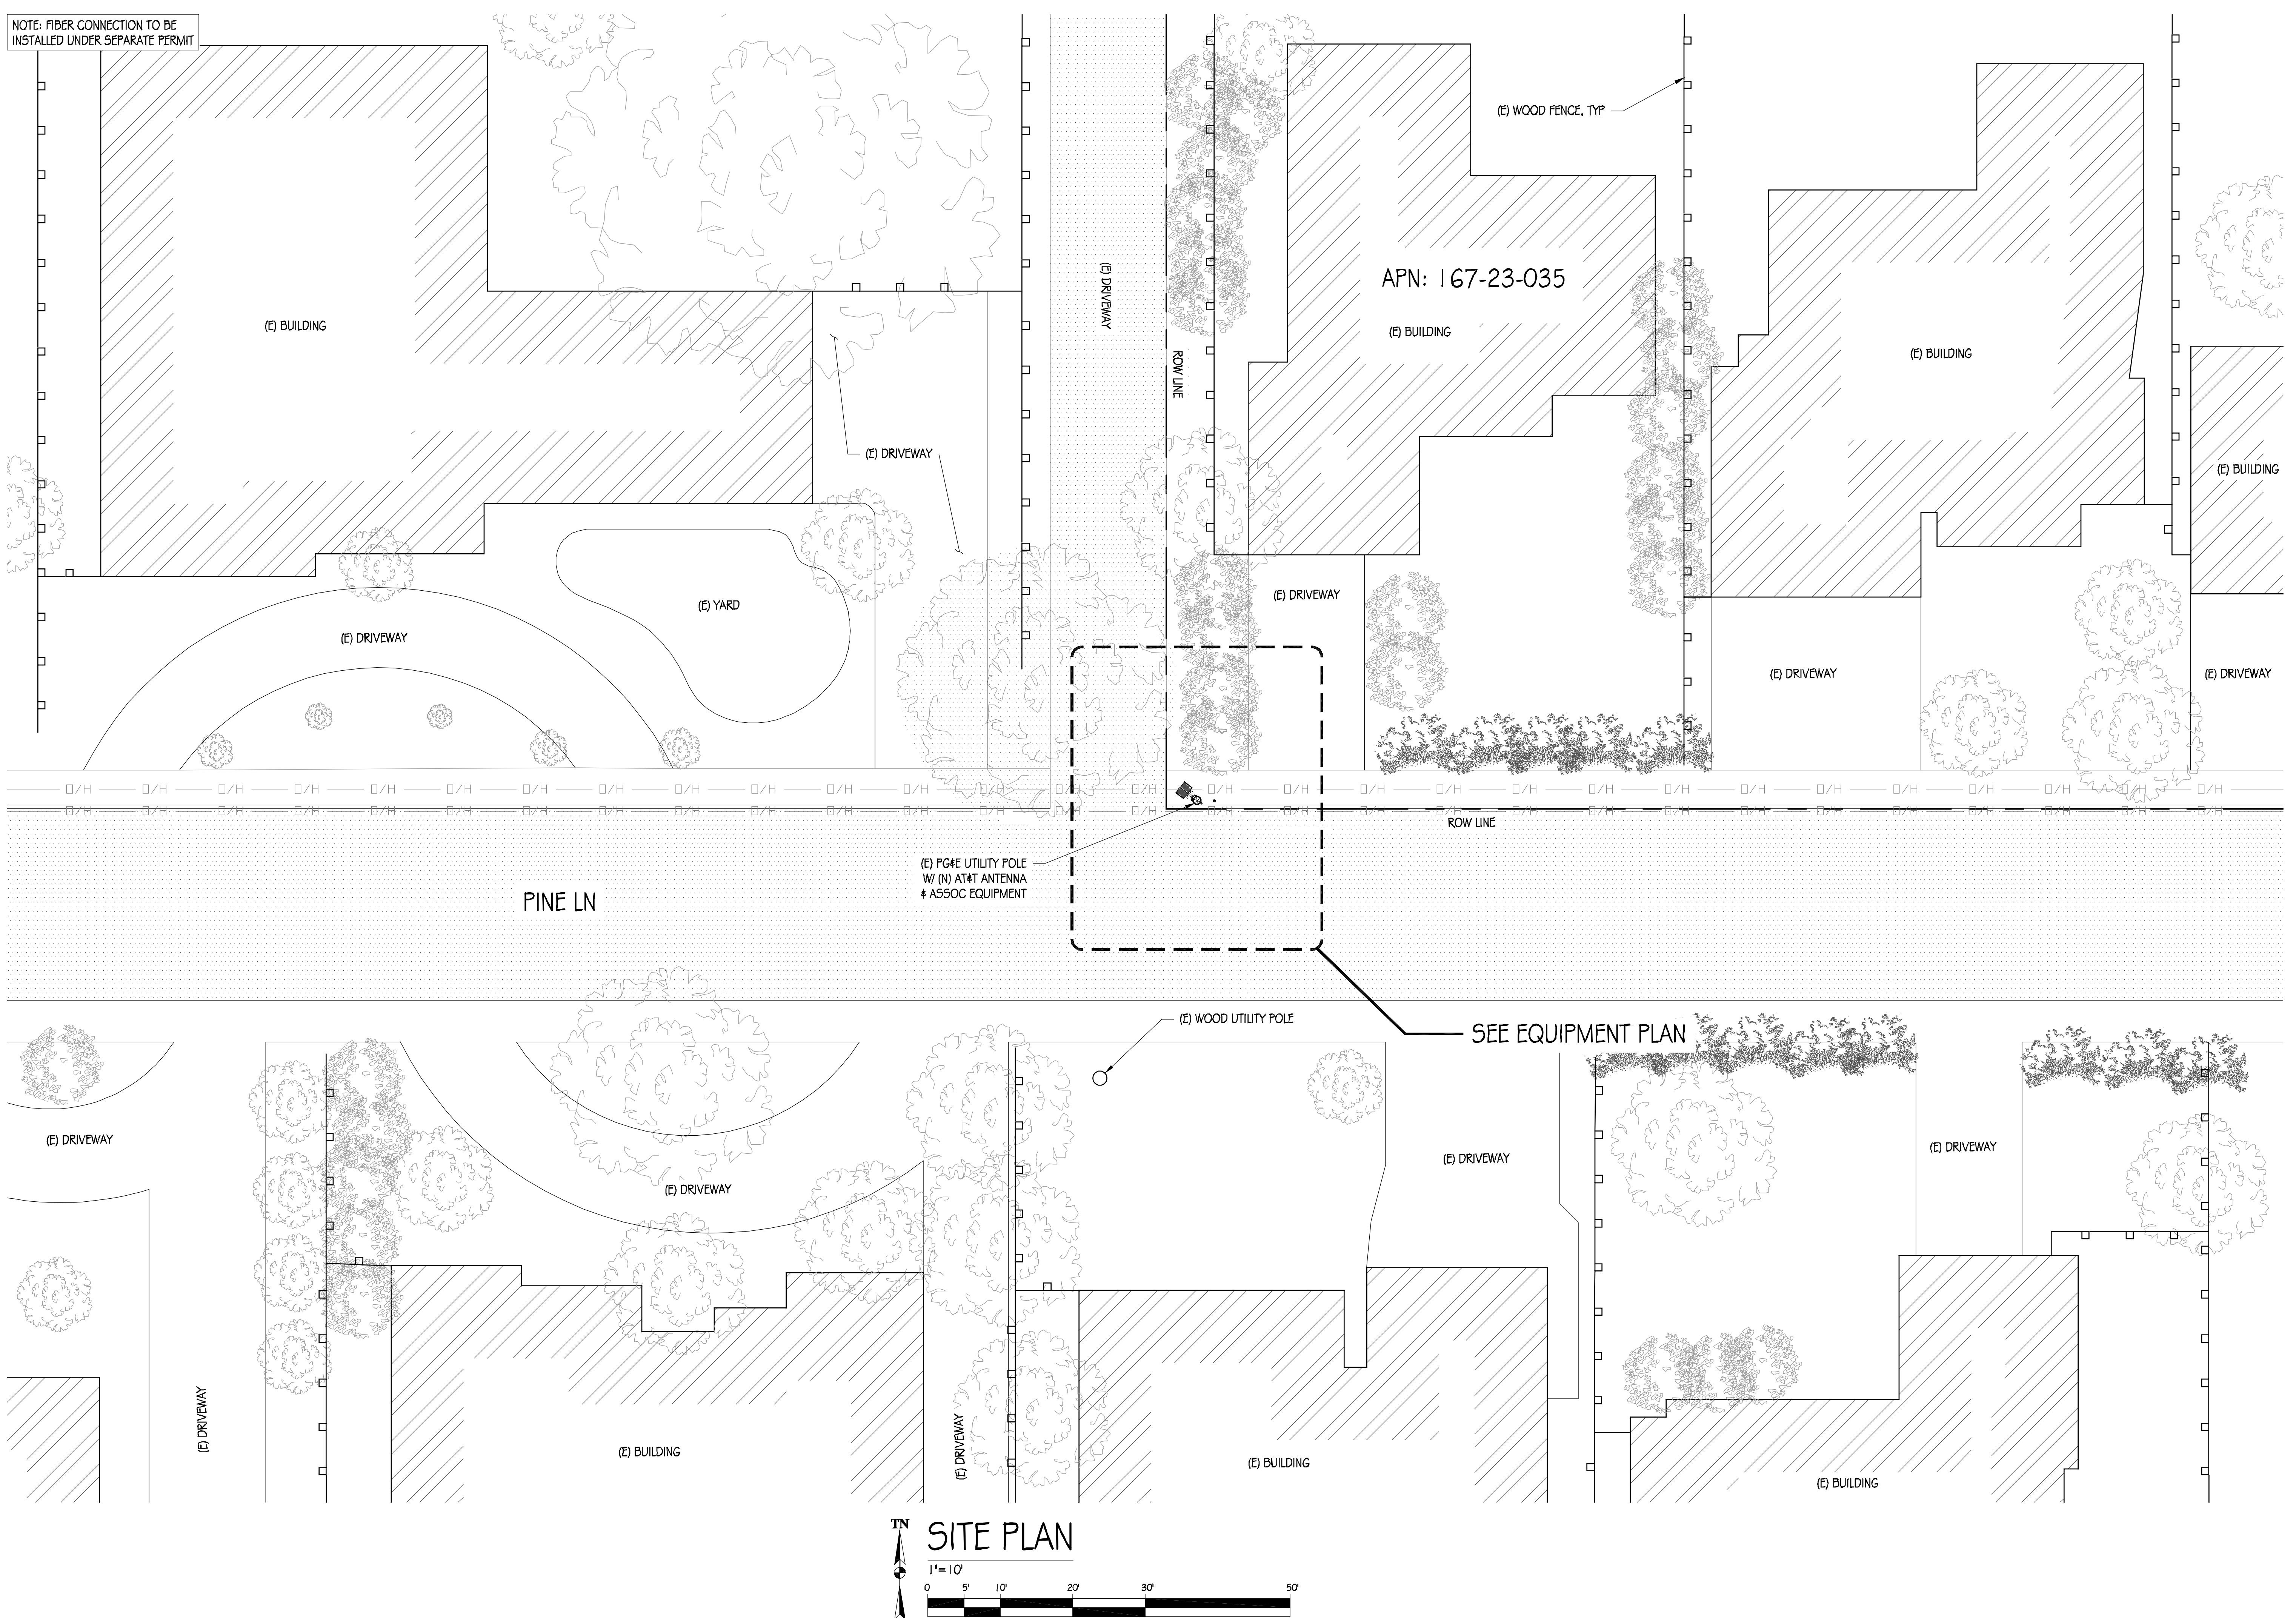 NOTE: FIBER CONNECTION TO BE
INSTALLED UNDER SEPARATE PERMIT
(E) WOOD FENCE, TYP
(E) DRIVEWAY
APN: 167-23-035
(E) BUILDING
(E) BUILDING
(E) BUILDING
ROW LINE
(E) DRIVEWAY
(E) BUILDING
(E) YARD
(E) DRIVEWAY
(E) DRIVEWAY
(E) DRIVEWAY
(E) DRIVEWAY
O/H O/H O/H O/H O/H O/H O/H O/H O/H O/H O/H O/H O/H O/H O/H O/H O/H O/H O/H O/H O/H O/H O/H O/H O/H O/H O/H O/H O/H
O/H O/H O/H O/H O/H O/H O/H O/H O/H O/H O/H O/H O/H O/H O/H O/H O/H O/H O/H O/H O/H O/H O/H O/H O/H O/H O/H O/H O/H
ROW LINE
(E) PG&E UTILITY POLE
W/ (N) AT&T ANTENNA
& ASSOC EQUIPMENT
PINE LN
(E) WOOD UTILITY POLE
SEE EQUIPMENT PLAN
(E) DRIVEWAY
(E) DRIVEWAY
(E) DRIVEWAY
(E) DRIVEWAY
(E) DRIVEWAY
(E) DRIVEWAY
(E) BUILDING
(E) BUILDING
(E) BUILDING
TN
SITE PLAN
1"=10'
0 5' 10' 20' 30' 50'